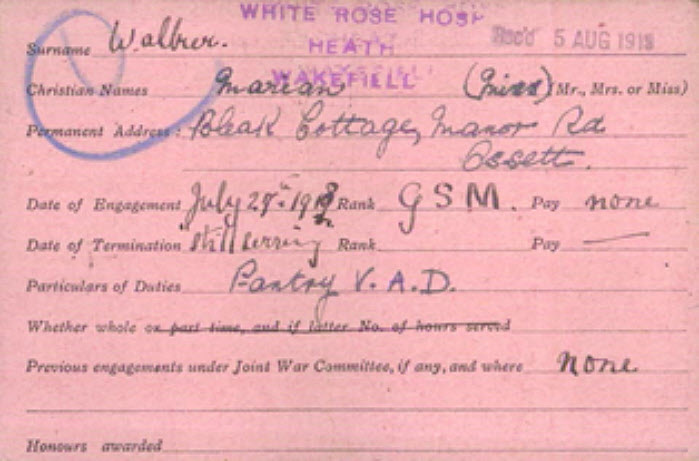 WHITE ROSE HOSP
Surname Walker.
HEATH
Rec'd 5 AUG 1918
WAKEFIELD
Christian Names Marian (Miss) Mr., Mrs. or Miss)
Permanent Address: Bleak Cottage, Manor Rd
Ossett.
Date of Engagement July 29th 1918 Rank G S M. Pay none
Date of Termination still serving Rank Pay —
Particulars of Duties Pantry V. A. D.
Whether whole or part time, and if latter No. of hours served
Previous engagements under Joint War Committee, if any, and where None
Honours awarded